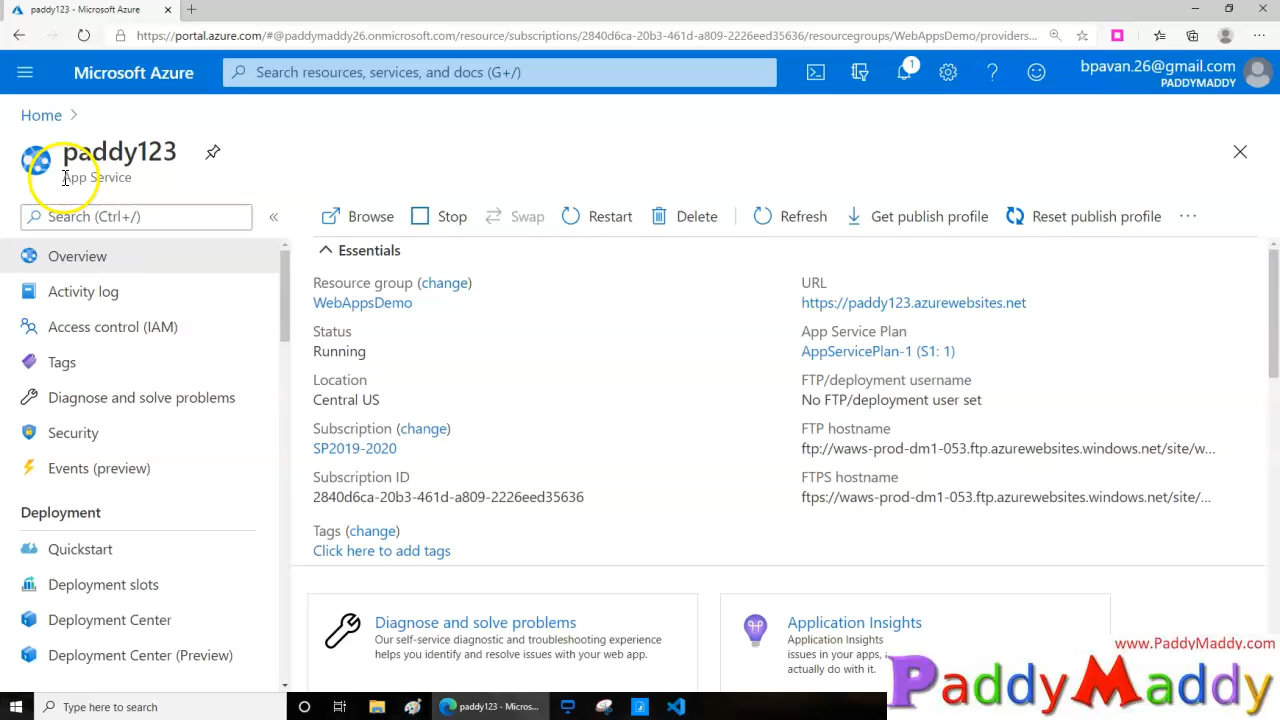 paddy123 - Microsoft Azure
https://portal.azure.com/#@paddymaddy26.onmicrosoft.com/resource/subscriptions/2840d6ca-20b3-461d-a809-2226eed35636/resourcegroups/WebAppsDemo/providers...
Microsoft Azure
Search resources, services, and docs (G+/)
1
bpavan.26@gmail.com
PADDYMADDY
Home
paddy123
App Service
Search (Ctrl+/)
Browse
Stop
Swap
Restart
Delete
Refresh
Get publish profile
Reset publish profile
Overview
Activity log
Access control (IAM)
Tags
Diagnose and solve problems
Security
Events (preview)
Deployment
Quickstart
Deployment slots
Deployment Center
Deployment Center (Preview)
Essentials
Resource group (change)
WebAppsDemo
Status
Running
Location
Central US
Subscription (change)
SP2019-2020
Subscription ID
2840d6ca-20b3-461d-a809-2226eed35636
Tags (change)
Click here to add tags
URL
https://paddy123.azurewebsites.net
App Service Plan
AppServicePlan-1 (S1: 1)
FTP/deployment username
No FTP/deployment user set
FTP hostname
ftp://waws-prod-dm1-053.ftp.azurewebsites.windows.net/site/w...
FTPS hostname
ftps://waws-prod-dm1-053.ftp.azurewebsites.windows.net/site/...
Diagnose and solve problems
Our self-service diagnostic and troubleshooting experience
helps you identify and resolve issues with your web app.
Application Insights
Application Insights
issues in your apps,
actually do with it.
www.PaddyMaddy.com
PaddyMaddy
Type here to search
paddy123 - Micros...